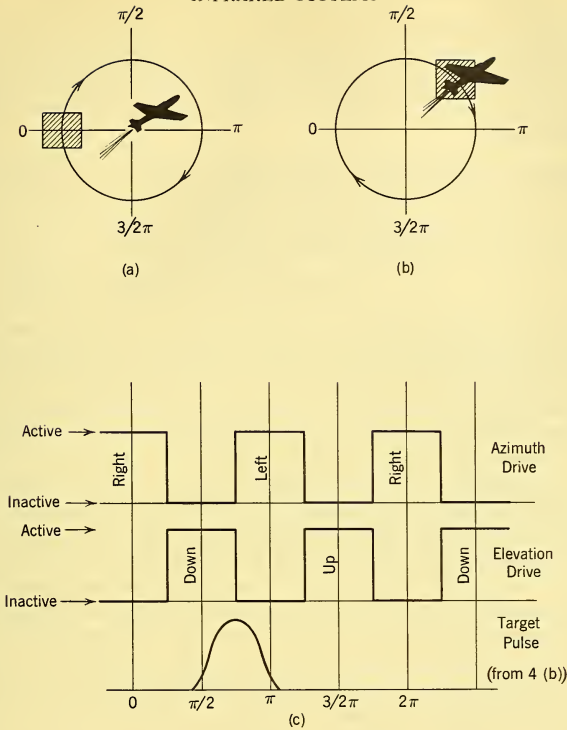 π/2
0
π
3/2π
(a)
π/2
0
π
3/2π
(b)
Active
Right
Left
Right
Azimuth
Drive
Inactive
Active
Down
Up
Down
Elevation
Drive
Inactive
Target
Pulse
(from 4 (b))
0
π/2
π
3/2π
2π
(c)